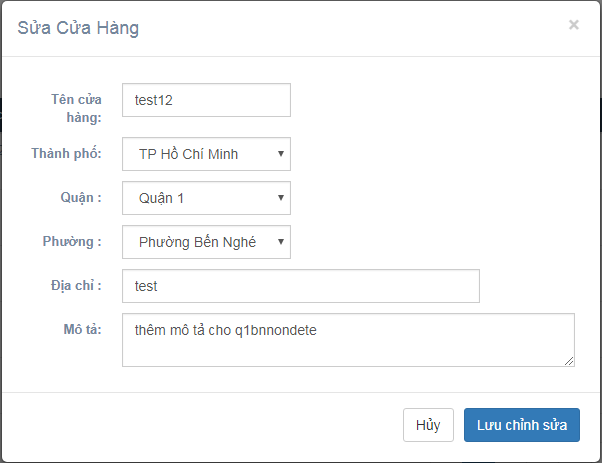 Sửa Cửa Hàng
×
Tên cửa
hàng:
test12
Thành phố:
TP Hồ Chí Minh
Quận :
Quận 1
Phường :
Phường Bến Nghé
Địa chỉ :
test
Mô tả:
thêm mô tả cho q1bnnondete
Hủy
Lưu chỉnh sửa